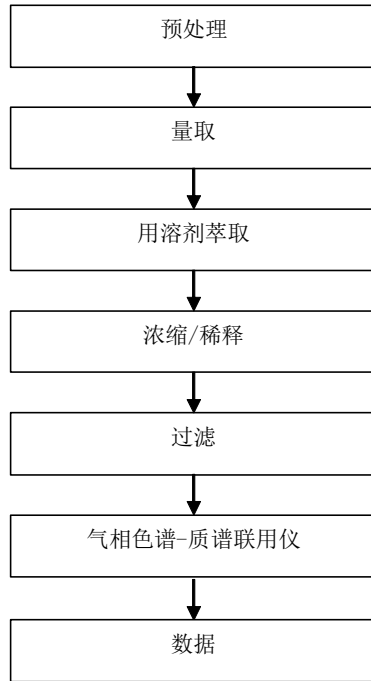 预处理
量取
用溶剂萃取
浓缩/稀释
过滤
气相色谱-质谱联用仪
数据